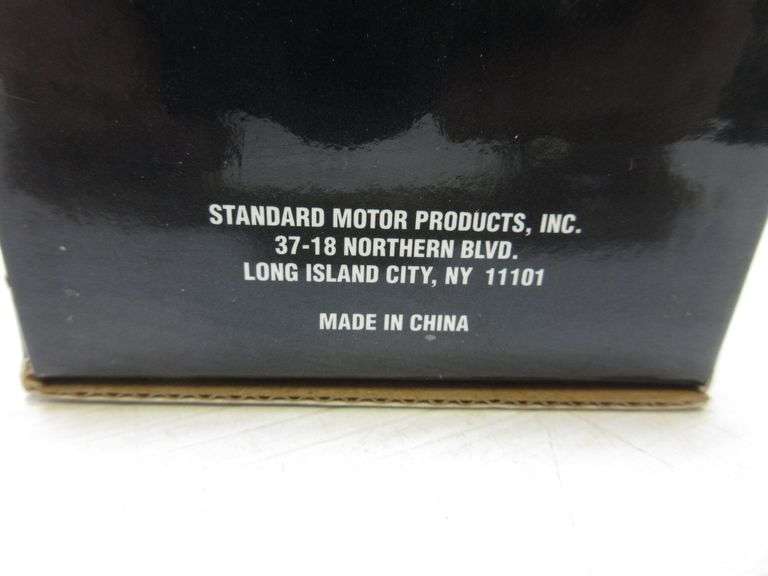 STANDARD MOTOR PRODUCTS, INC.
37-18 NORTHERN BLVD.
LONG ISLAND CITY, NY 11101
MADE IN CHINA